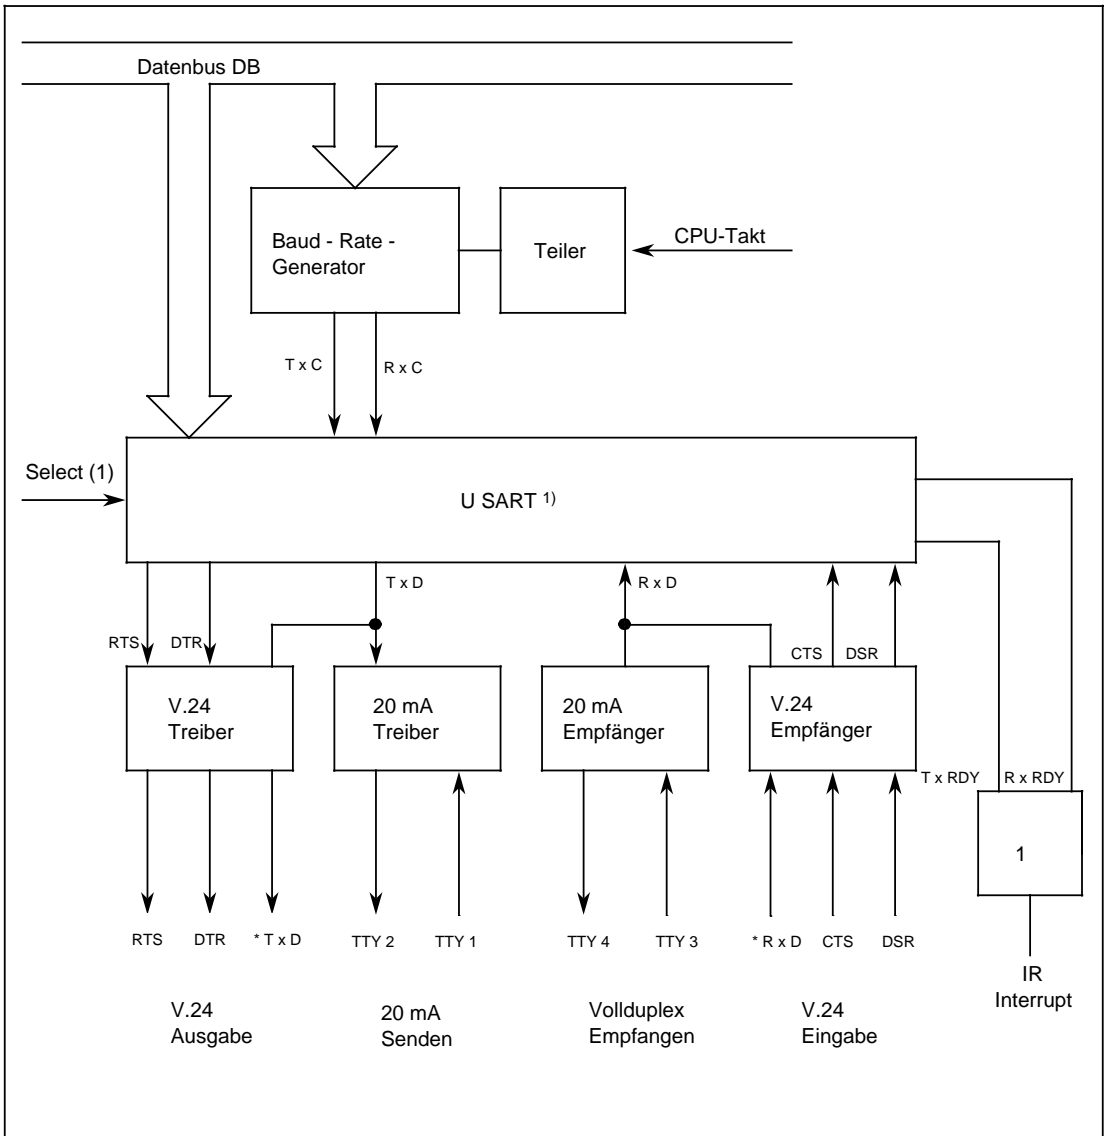 Datenbus DB
Baud - Rate -
Generator
Teiler
CPU-Takt
T x C
R x C
Select (1)
U SART 1)
T x D
R x D
RTS
DTR
CTS
DSR
V.24
Treiber
20 mA
Treiber
20 mA
Empfänger
V.24
Empfänger
T x RDY
R x RDY
1
RTS
DTR
* T x D
TTY 2
TTY 1
TTY 4
TTY 3
* R x D
CTS
DSR
IR
Interrupt
V.24
Ausgabe
20 mA
Senden
Vollduplex
Empfangen
V.24
Eingabe